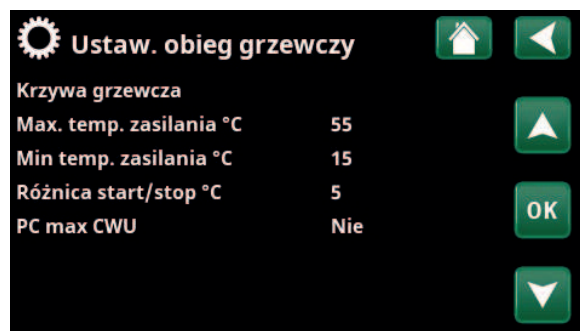 Ustaw. obieg grzewczy
Krzywa grzewcza
Max. temp. zasilania °C 55
Min temp. zasilania °C 15
Różnica start/stop °C 5
OK
PC max CWU Nie